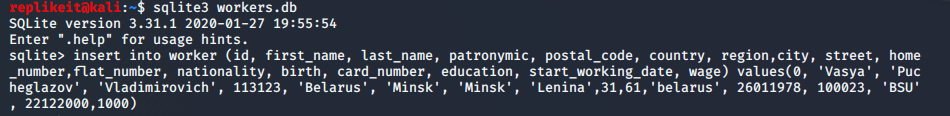 replikeit@kali:~$ sqlite3 workers.db
SQLite version 3.31.1 2020-01-27 19:55:54
Enter ".help" for usage hints.
sqlite> insert into worker (id, first_name, last_name, patronymic, postal_code, country, region,city, street, home
_number,flat_number, nationality, birth, card_number, education, start_working_date, wage) values(0, 'Vasya', 'Puc
heglazov', 'Vladimirovich', 113123, 'Belarus', 'Minsk', 'Minsk', 'Lenina',31,61,'belarus', 26011978, 100023, 'BSU'
, 22122000,1000)